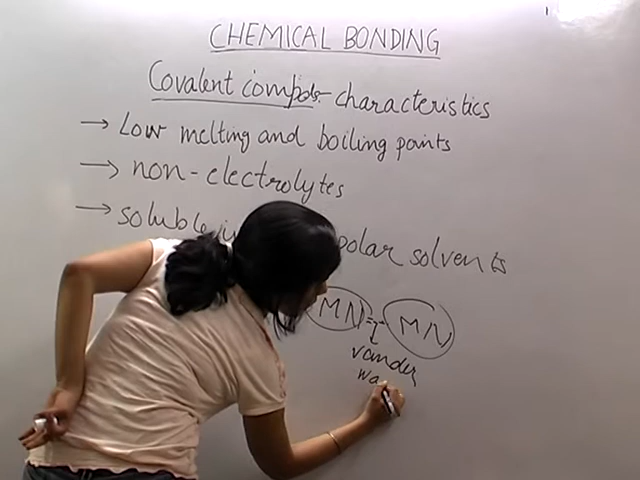 CHEMICAL BONDING
Covalent compds- characteristics
→ Low melting and boiling points
→ non-electrolytes
→ soluble in polar solvents
MN MN
vander
wa